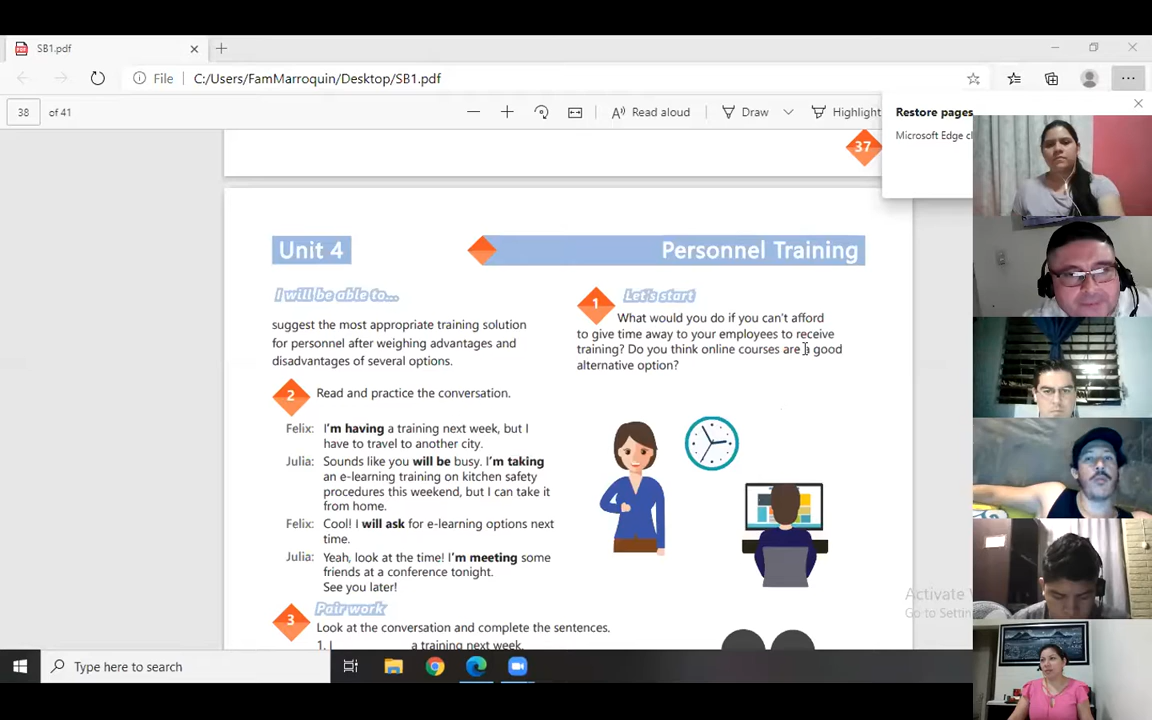 SB1.pdf
File
C:/Users/FamMarroquin/Desktop/SB1.pdf
38
of 41
Read aloud
Draw
Highlight
Restore pages
Microsoft Edge cl
37
Unit 4
Personnel Training
I will be able to...
suggest the most appropriate training solution
for personnel after weighing advantages and
disadvantages of several options.
1
Let's start
What would you do if you can't afford
to give time away to your employees to receive
training? Do you think online courses are a good
alternative option?
2
Read and practice the conversation.
Felix: I'm having a training next week, but I
have to travel to another city.
Julia: Sounds like you will be busy. I'm taking
an e-learning training on kitchen safety
procedures this weekend, but I can take it
from home.
Felix: Cool! I will ask for e-learning options next
time.
Julia: Yeah, look at the time! I'm meeting some
friends at a conference tonight.
See you later!
3
Pair work
Look at the conversation and complete the sentences.
1. I a training next week.
Activate
Go to Settin
Type here to search